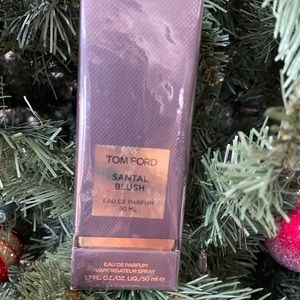 TOM FORD
SANTAL
BLUSH
EAU DE PARFUM
50 ML
EAU DE PARFUM
VAPORISATEUR SPRAY
1.7 FL. OZ./OZ. LIQ./50 ml e